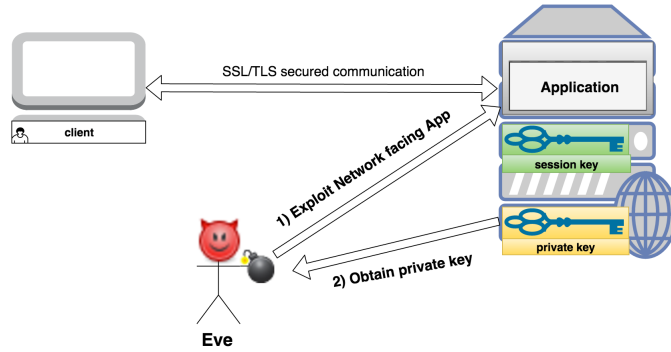 SSL/TLS secured communication
Application
client
1) Exploit Network facing App
session key
private key
2) Obtain private key
Eve